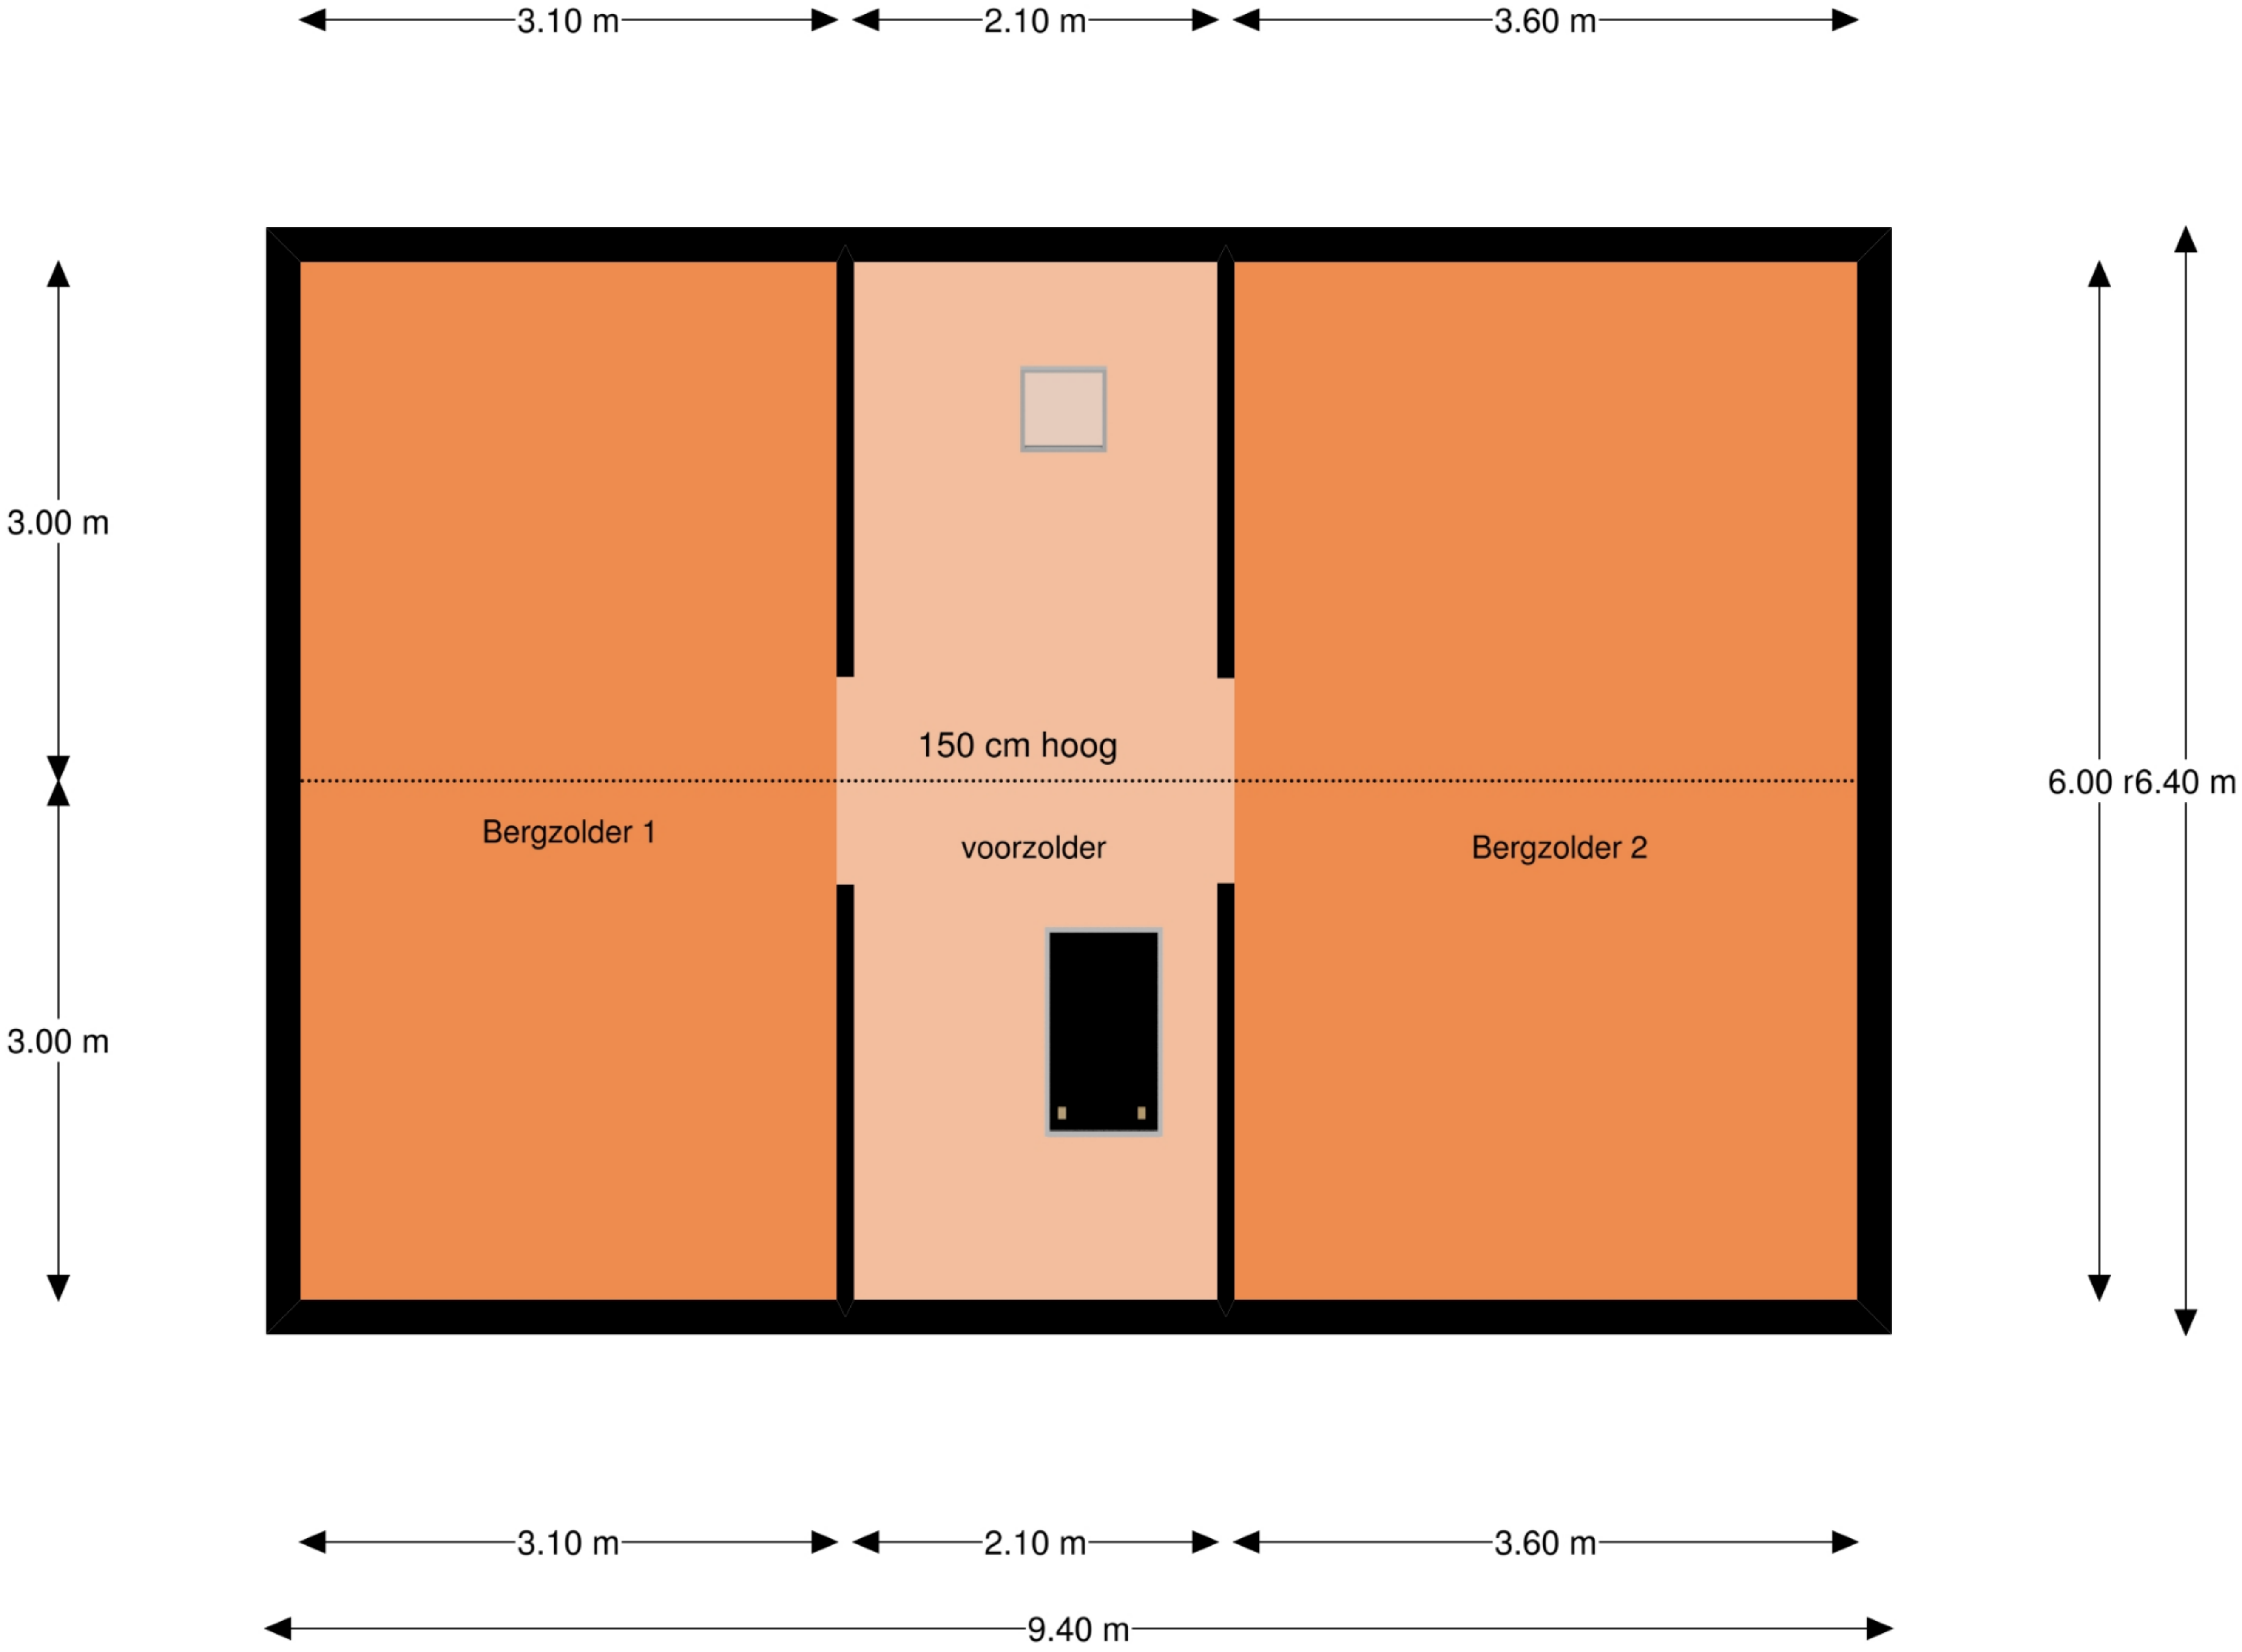 3.10 m 2.10 m 3.60 m
3.00 m
150 cm hoog
6.00 r6.40 m
Bergzolder 1
voorzolder
Bergzolder 2
3.00 m
3.10 m 2.10 m 3.60 m
9.40 m